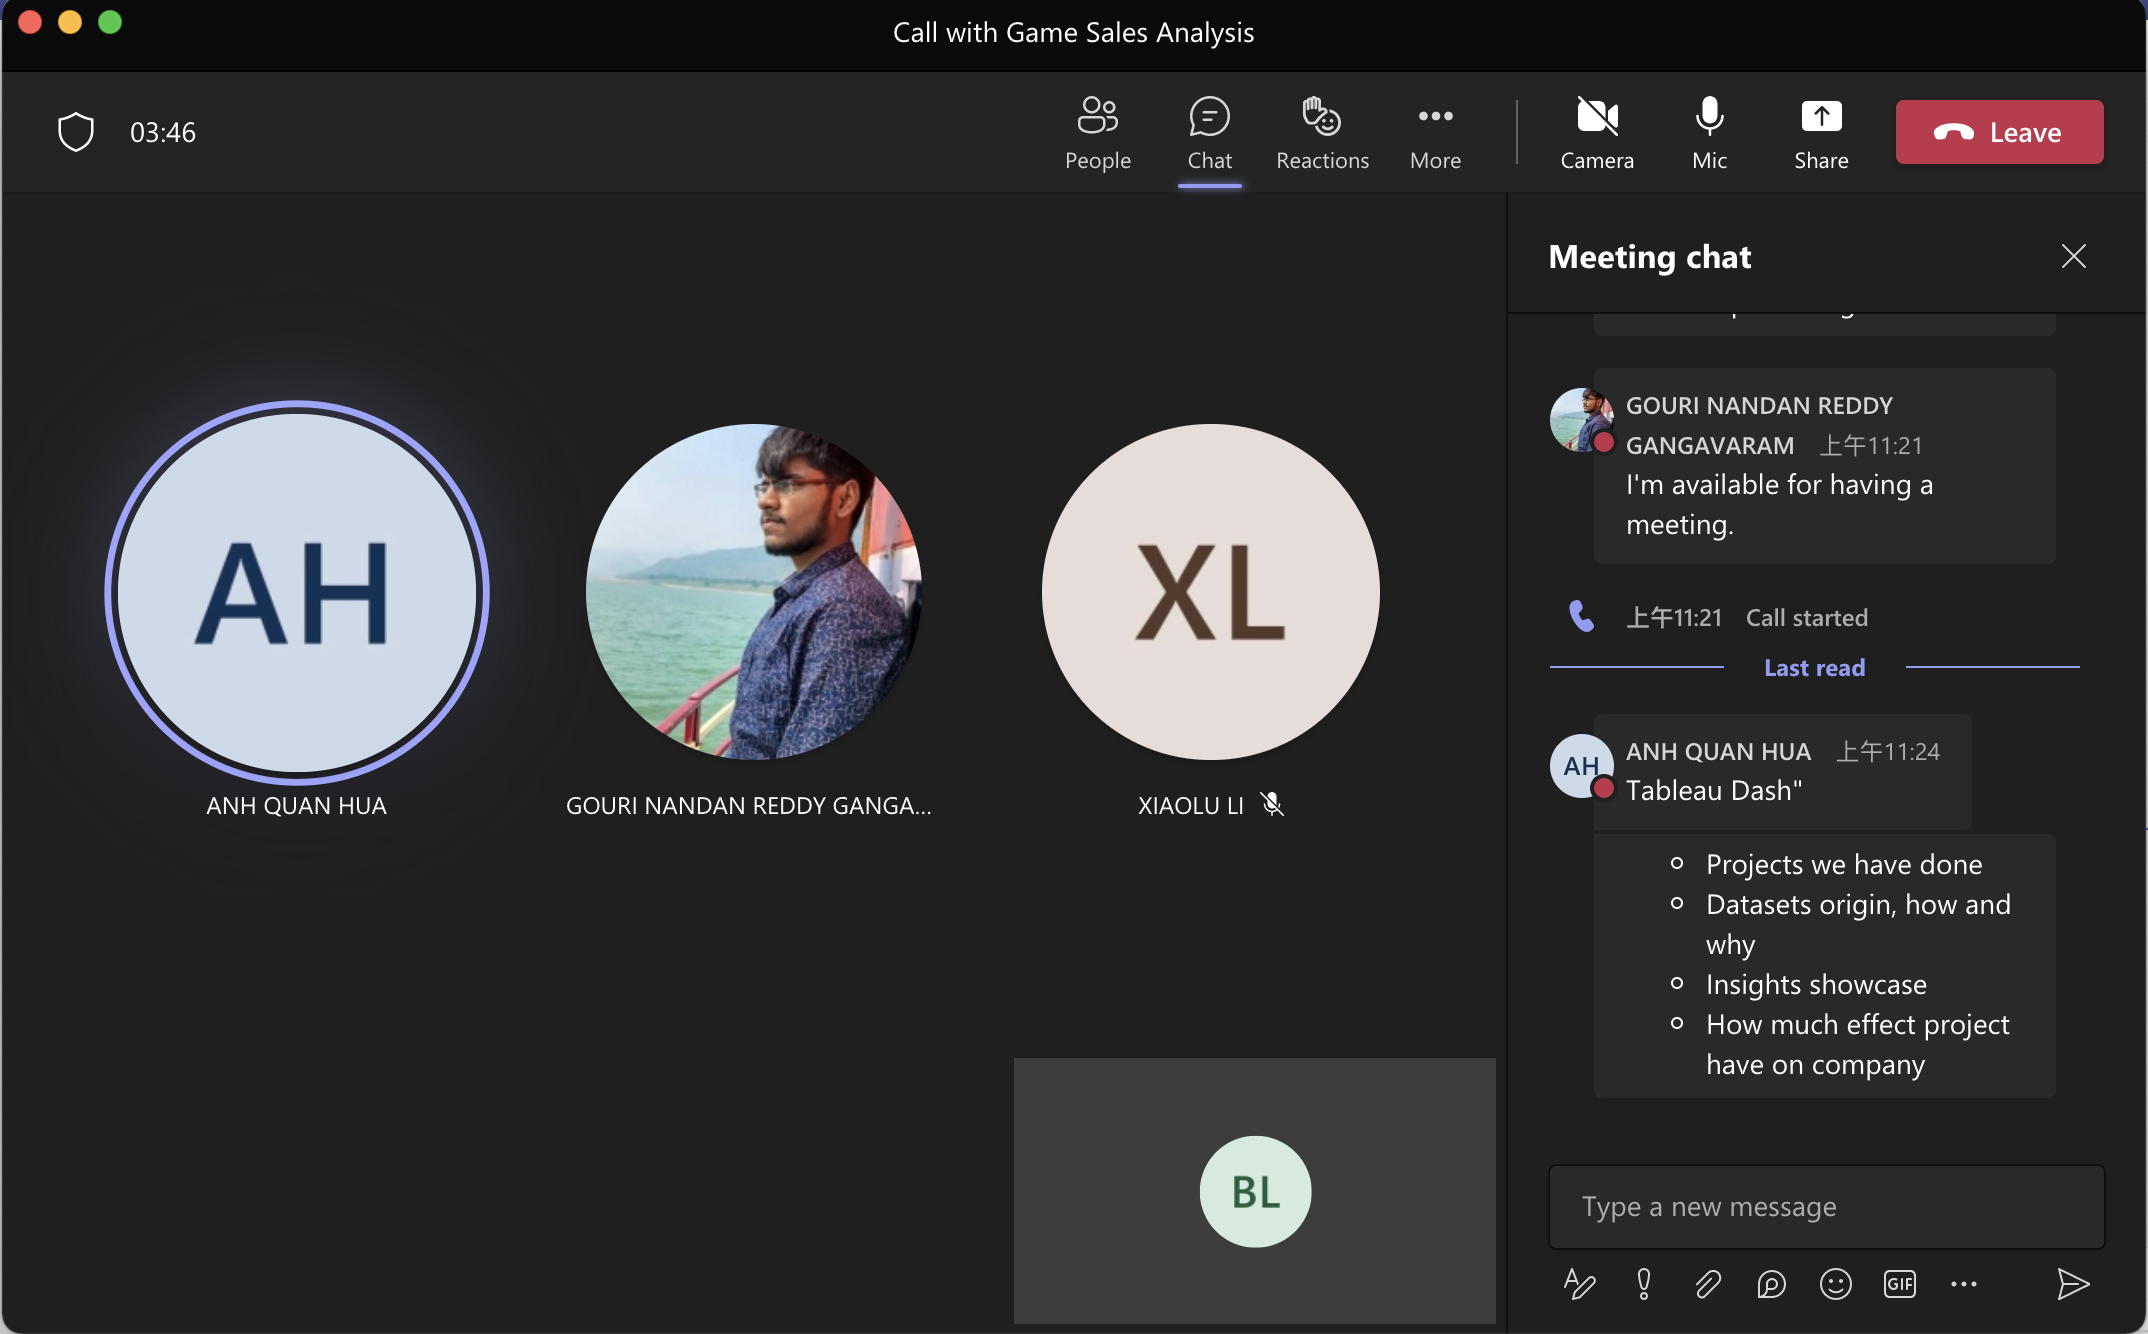 Call with Game Sales Analysis
03:46
People
Chat
Reactions
More
Camera
Mic
Share
Leave
AH
ANH QUAN HUA
GOURI NANDAN REDDY GANGA...
XL
XIAOLU LI
BL
Meeting chat
GOURI NANDAN REDDY
GANGAVARAM 上午11:21
I'm available for having a
meeting.
上午11:21 Call started
Last read
AH
ANH QUAN HUA 上午11:24
Tableau Dash"
Projects we have done
Datasets origin, how and
why
Insights showcase
How much effect project
have on company
Type a new message
GIF